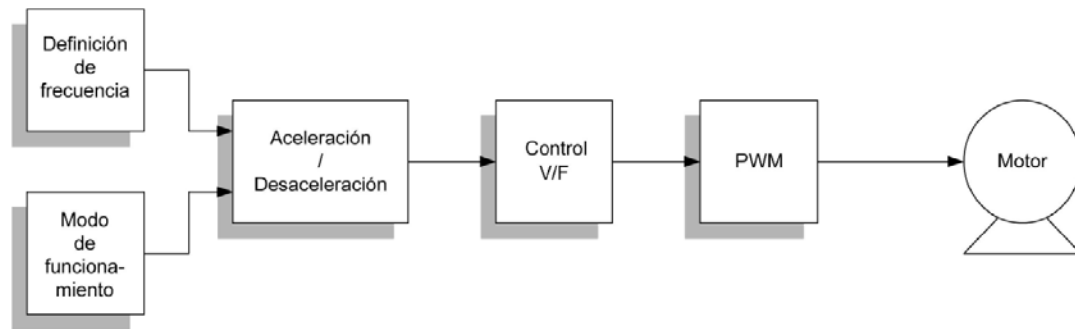 Definición
de
frecuencia
Modo
de
funciona-
miento
Aceleración
/
Desaceleración
Control
V/F
PWM
Motor